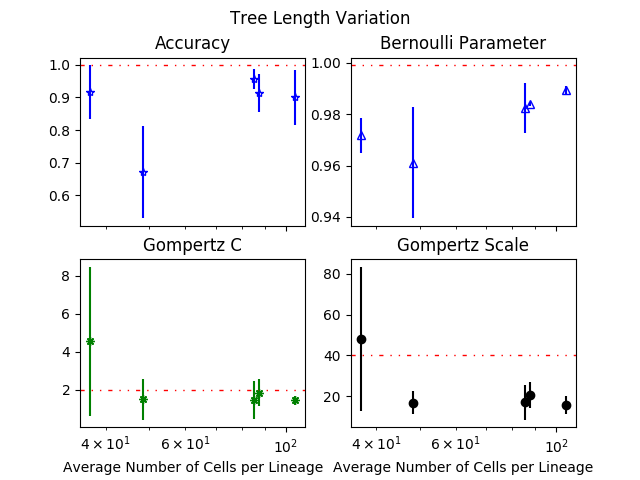 Tree Length Variation
Accuracy
Bernoulli Parameter
1.0
0.9
0.8
0.7
0.6
1.00
0.98
0.96
0.94
Gompertz C
Gompertz Scale
8
6
4
2
80
60
40
20
4 × 10¹
6 × 10¹
10²
4 × 10¹
6 × 10¹
10²
Average Number of Cells per Lineage
Average Number of Cells per Lineage